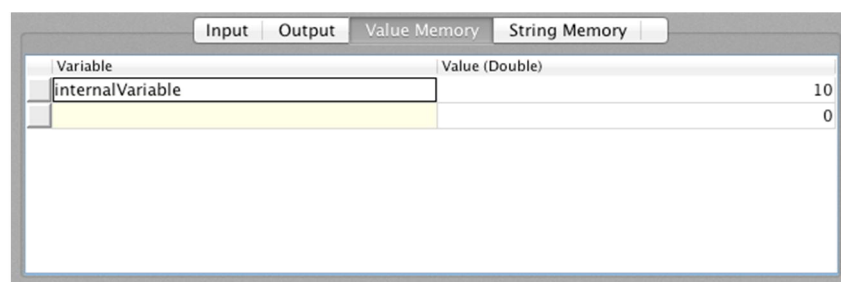 Input Output Value Memory String Memory
Variable Value (Double)
internalVariable 10
0